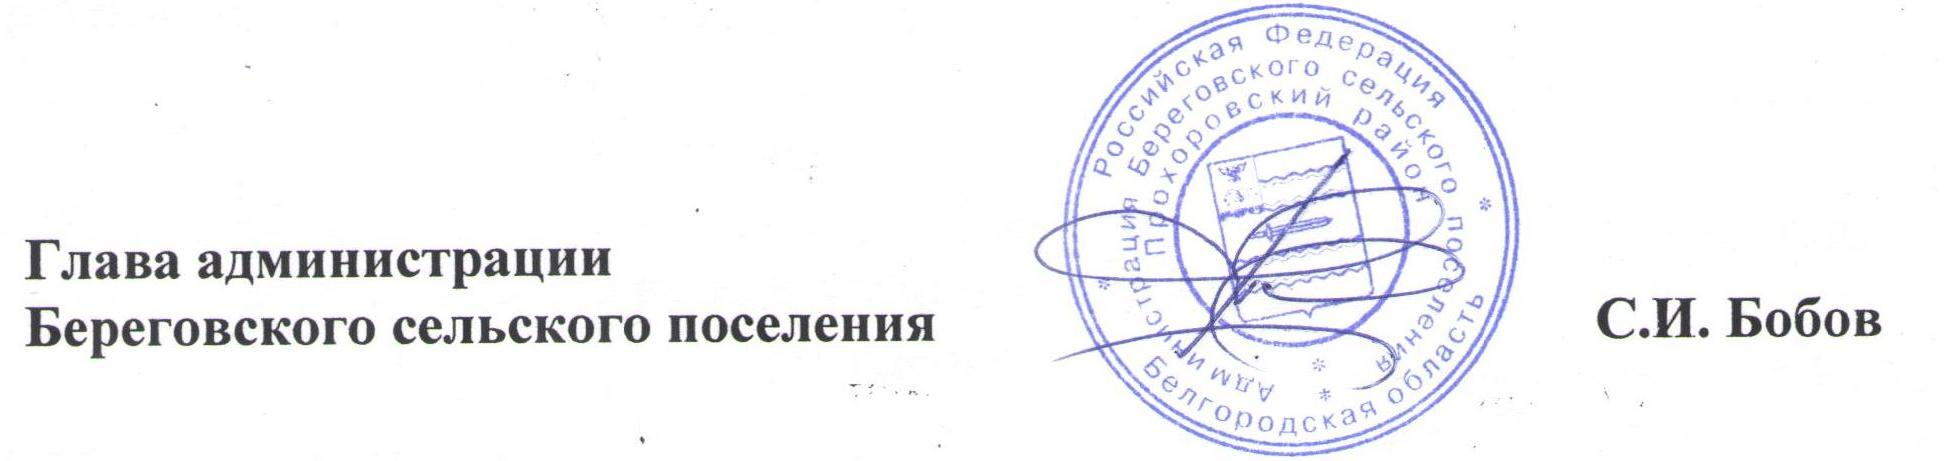 Глава администрации
Береговского сельского поселения
С.И. Бобов
Российская Федерация
* Белгородская область *
Администрация Береговского сельского поселения *
Прохоровский район *